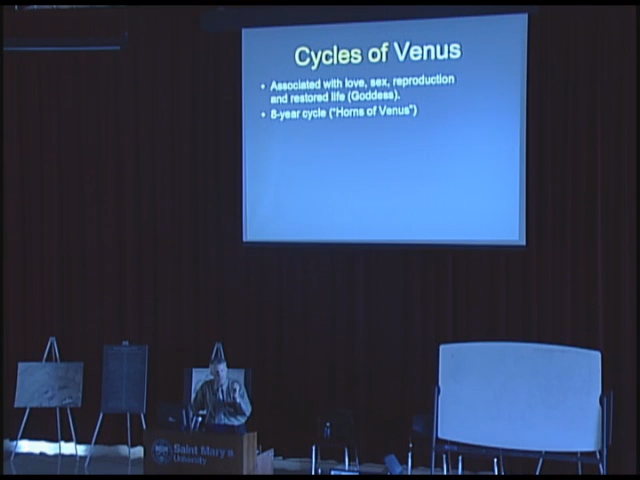 Cycles of Venus
• Associated with love, sex, reproduction
and restored life (Goddess).
• 8-year cycle ("Horns of Venus")
Saint Mary's
University